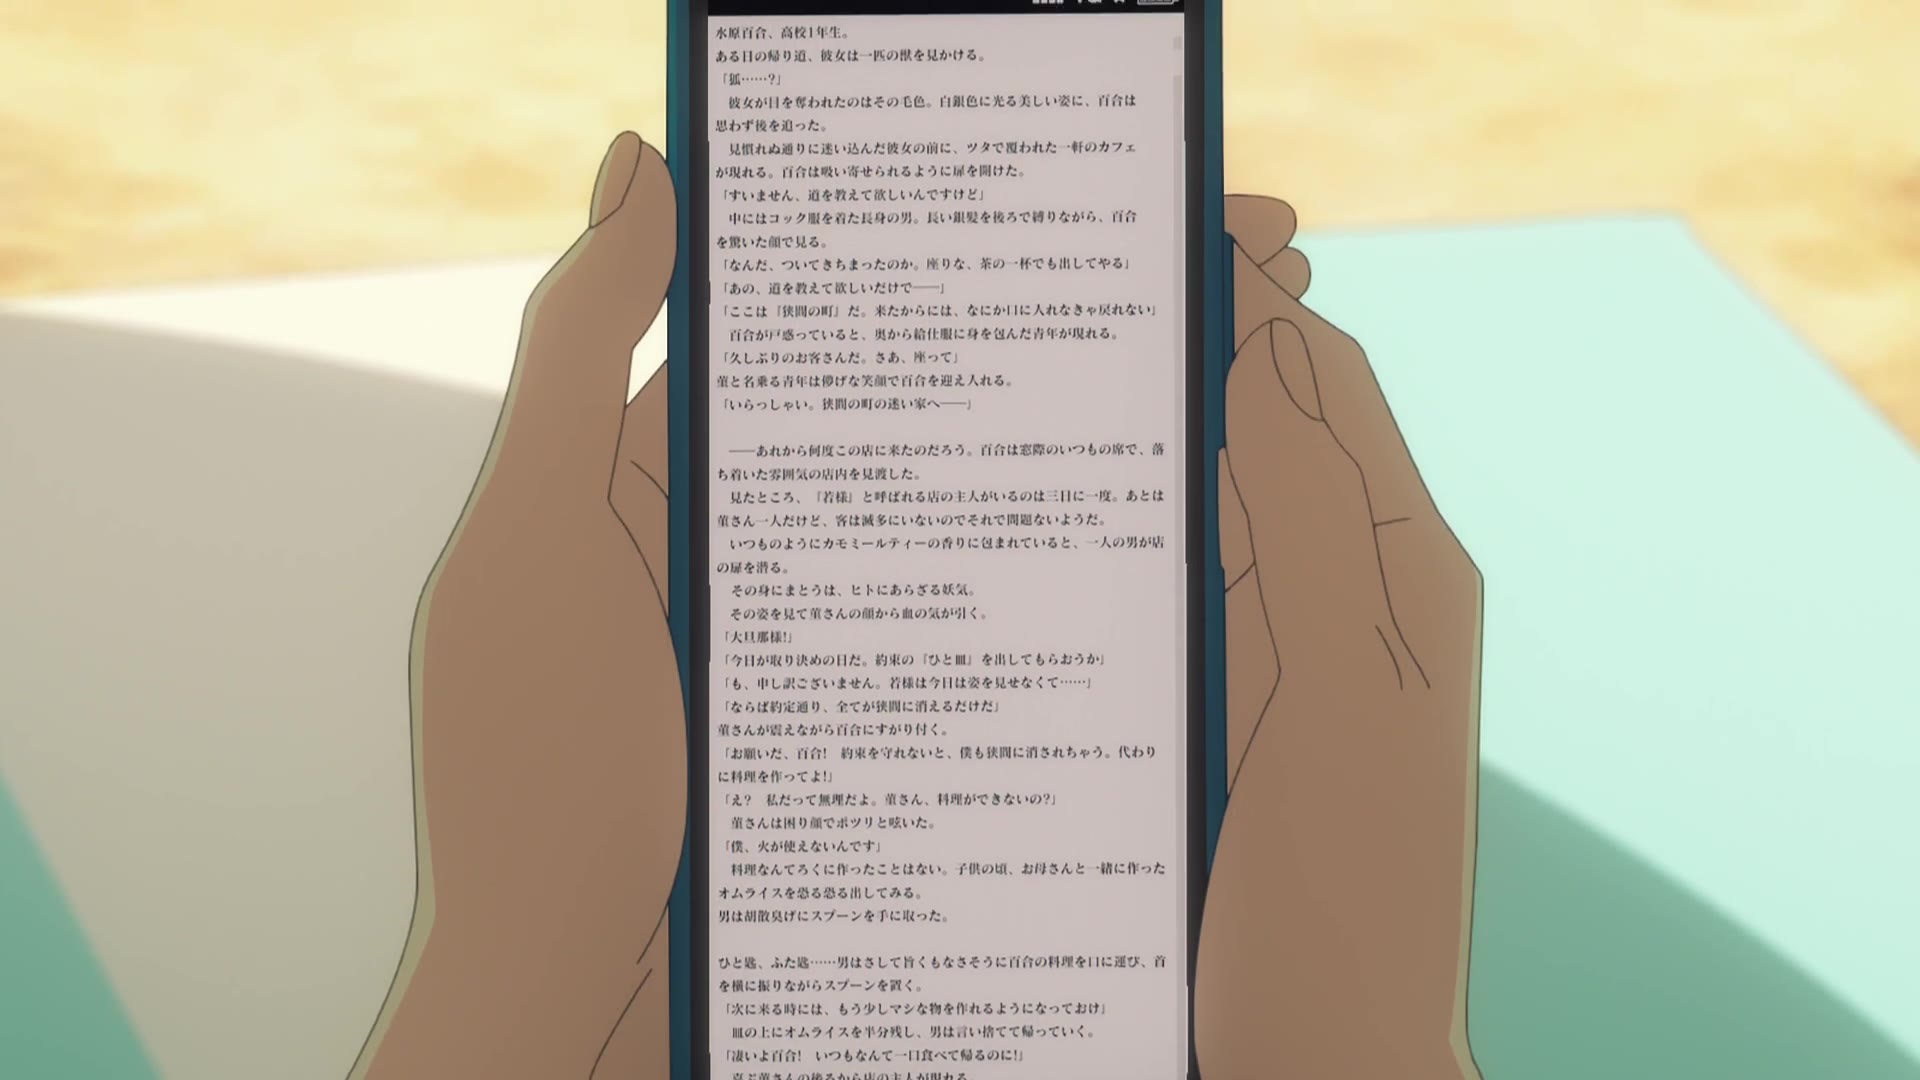 水原百合、高校1年生。
ある日の帰り道、彼女は一匹の獣を見かける。
「狐……?」
　彼女が目を奪われたのはその毛色。白銀色に光る美しい姿に、百合は
思わず後を追った。
　見慣れぬ通りに迷い込んだ彼女の前に、ツタで覆われた一軒のカフェ
が現れる。百合は吸い寄せられるように扉を開けた。
「すいません、道を教えて欲しいんですけど」
　中にはコック服を着た長身の男。長い銀髪を後ろで縛りながら、百合
を驚いた顔で見る。
「なんだ、ついてきちまったのか。座りな、茶の一杯でも出してやる」
「あの、道を教えて欲しいだけで――」
「ここは『狭間の町』だ。来たからには、なにか口に入れなきゃ戻れない」
　百合が戸惑っていると、奥から給仕服に身を包んだ青年が現れる。
「久しぶりのお客さんだ。さあ、座って」
菫と名乗る青年は儚げな笑顔で百合を迎え入れる。
「いらっしゃい。狭間の町の迷い家へ――」
　――あれから何度この店に来たのだろう。百合は窓際のいつもの席で、落
ち着いた雰囲気の店内を見渡した。
　見たところ、『若様』と呼ばれる店の主人がいるのは三日に一度。あとは
菫さん一人だけど、客は滅多にいないのでそれで問題ないようだ。
　いつものようにカモミールティーの香りに包まれていると、一人の男が店
の扉を潜る。
　その身にまとうは、ヒトにあらざる妖気。
　その姿を見て菫さんの顔から血の気が引く。
「大旦那様!」
「今日が取り決めの日だ。約束の『ひと皿』を出してもらおうか」
「も、申し訳ございません。若様は今日は姿を見せなくて……」
「ならば約定通り、全てが狭間に消えるだけだ」
菫さんが震えながら百合にすがり付く。
「お願いだ、百合!　約束を守れないと、僕も狭間に消されちゃう。代わり
に料理を作ってよ!」
「え?　私だって無理だよ。菫さん、料理ができないの?」
　菫さんは困り顔でポツリと呟いた。
「僕、火が使えないんです」
　料理なんてろくに作ったことはない。子供の頃、お母さんと一緒に作った
オムライスを恐る恐る出してみる。
男は胡散臭げにスプーンを手に取った。
ひと匙、ふた匙……男はさして旨くもなさそうに百合の料理を口に運び、首
を横に振りながらスプーンを置く。
「次に来る時には、もう少しマシな物を作れるようになっておけ」
　皿の上にオムライスを半分残し、男は言い捨てて帰っていく。
「凄いよ百合!　いつもなんて一口食べて帰るのに!」
　喜ぶ菫さんの後ろから店の主人が現れる。